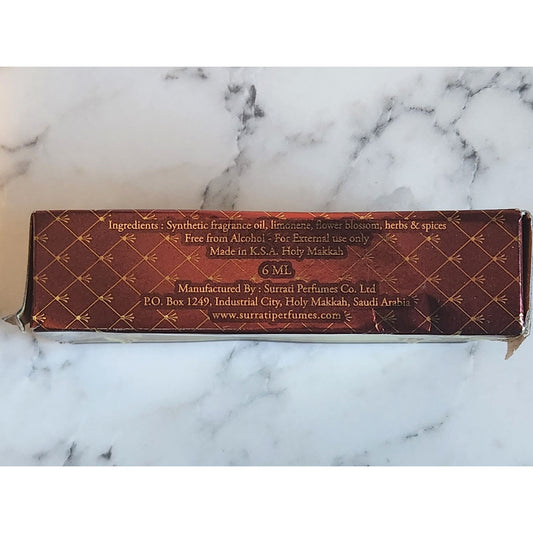 Ingredients : Synthetic fragrance oil, limonene, flower blossom, herbs & spices
Free from Alcohol - For External use only
Made in K.S.A. Holy Makkah
6 ML
Manufactured By : Surrati Perfumes Co. Ltd
P.O. Box 1249, Industrial City, Holy Makkah, Saudi Arabia
www.surratiperfumes.com